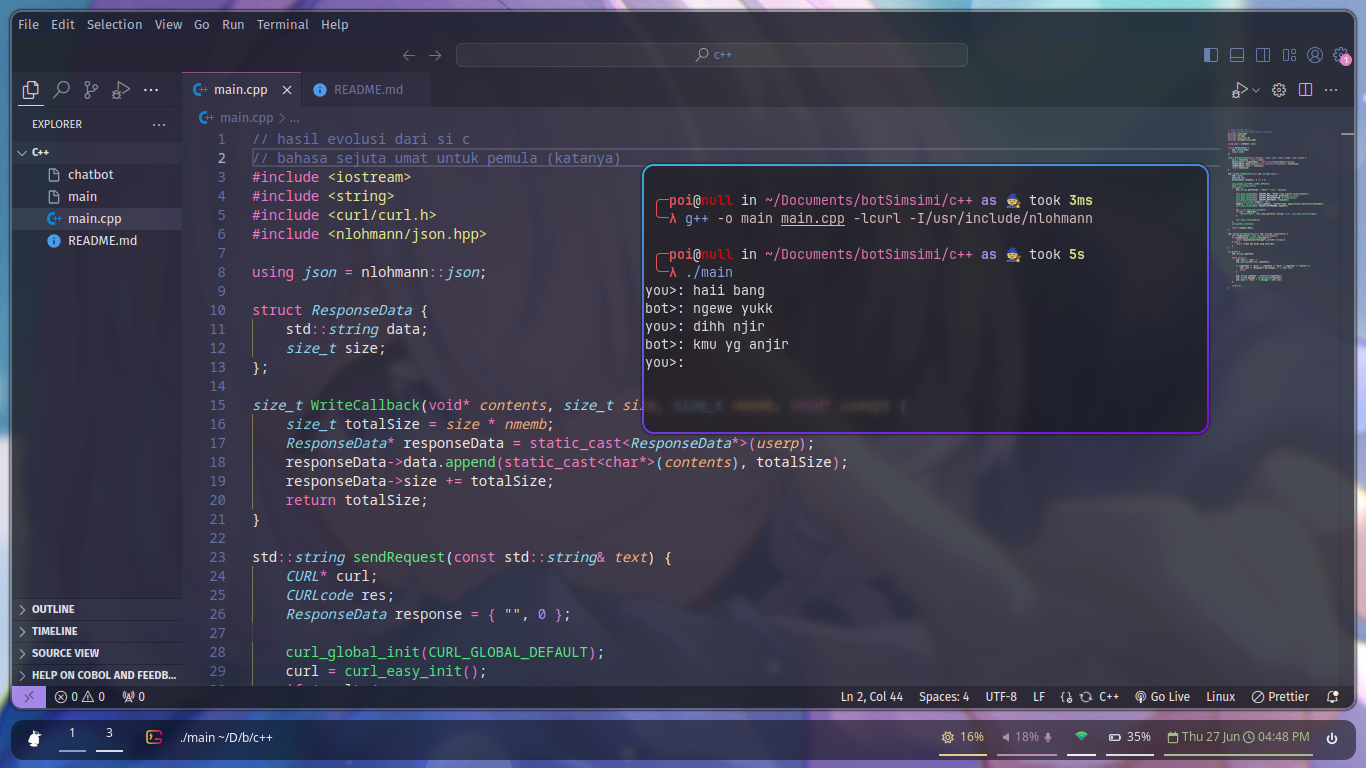 File Edit Selection View Go Run Terminal Help
c++
1
main.cpp
README.md
EXPLORER
main.cpp > ...
C++
chatbot
main
main.cpp
README.md
OUTLINE
TIMELINE
SOURCE VIEW
HELP ON COBOL AND FEEDB...
1 // hasil evolusi dari si c
2 // bahasa sejuta umat untuk pemula (katanya)
3 #include <iostream>
4 #include <string>
5 #include <curl/curl.h>
6 #include <nlohmann/json.hpp>
7
8 using json = nlohmann::json;
9
10 struct ResponseData {
11 std::string data;
12 size_t size;
13 };
14
15 size_t WriteCallback(void* contents, size_t size, size_t nmemb, void* userp) {
16 size_t totalSize = size * nmemb;
17 ResponseData* responseData = static_cast<ResponseData*>(userp);
18 responseData->data.append(static_cast<char*>(contents), totalSize);
19 responseData->size += totalSize;
20 return totalSize;
21 }
22
23 std::string sendRequest(const std::string& text) {
24 CURL* curl;
25 CURLcode res;
26 ResponseData response = { "", 0 };
27
28 curl_global_init(CURL_GLOBAL_DEFAULT);
29 curl = curl_easy_init();
poi@null in ~/Documents/botSimsimi/c++ as 🧙 took 3ms
λ g++ -o main main.cpp -lcurl -I/usr/include/nlohmann
poi@null in ~/Documents/botSimsimi/c++ as 🧙 took 5s
λ ./main
you>: haii bang
bot>: ngewe yukk
you>: dihh njir
bot>: kmu yg anjir
you>:
0 0 0 Ln 2, Col 44 Spaces: 4 UTF-8 LF C++ Go Live Linux Prettier
1 3 ./main ~/D/b/c++ 16% 18% 35% Thu 27 Jun 04:48 PM